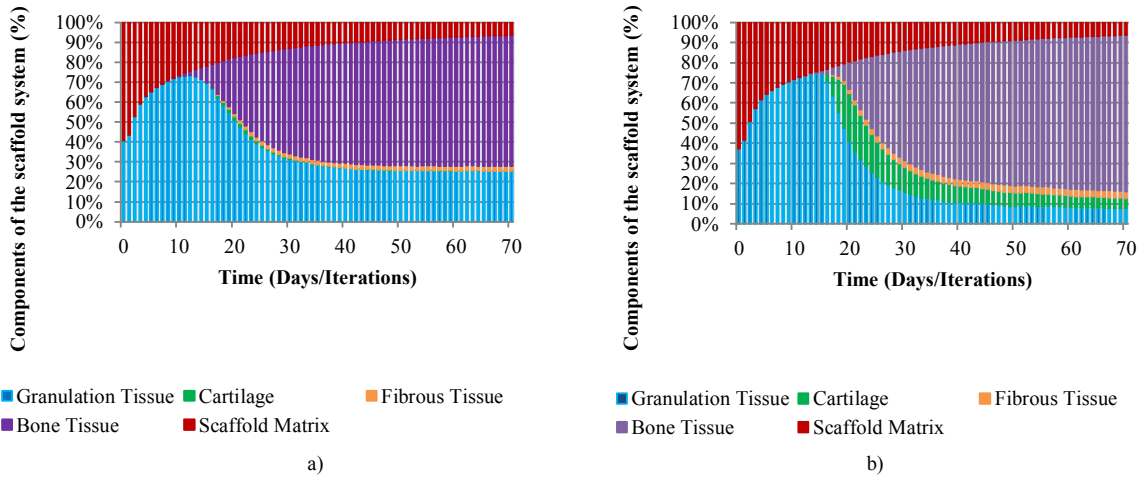 Components of the scaffold system (%)
100%
90%
80%
70%
60%
50%
40%
30%
20%
10%
0%
0 10 20 30 40 50 60 70
Time (Days/Iterations)
Granulation Tissue Cartilage Fibrous Tissue
Bone Tissue Scaffold Matrix
a)
Components of the scaffold system (%)
100%
90%
80%
70%
60%
50%
40%
30%
20%
10%
0%
0 10 20 30 40 50 60 70
Time (Days/Iterations)
Granulation Tissue Cartilage Fibrous Tissue
Bone Tissue Scaffold Matrix
b)